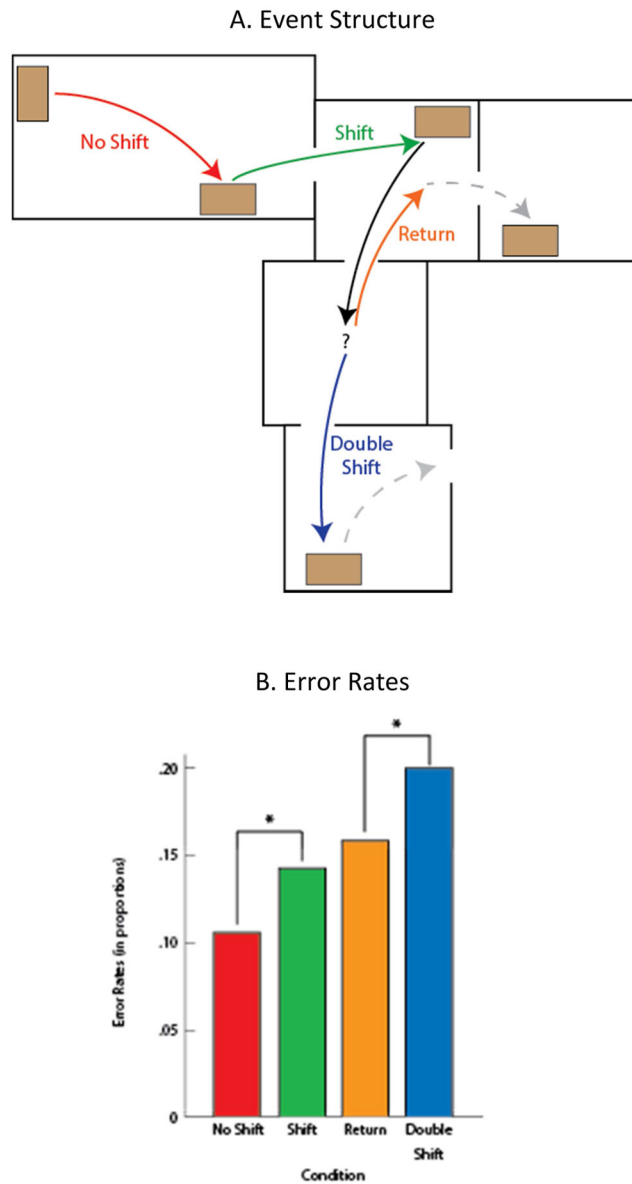 A. Event Structure
No Shift
Shift
Return
?
Double
Shift
B. Error Rates
*
*
.20
.15
.10
.05
0
Error Rates (in proportions)
No Shift
Shift
Return
Double
Shift
Condition